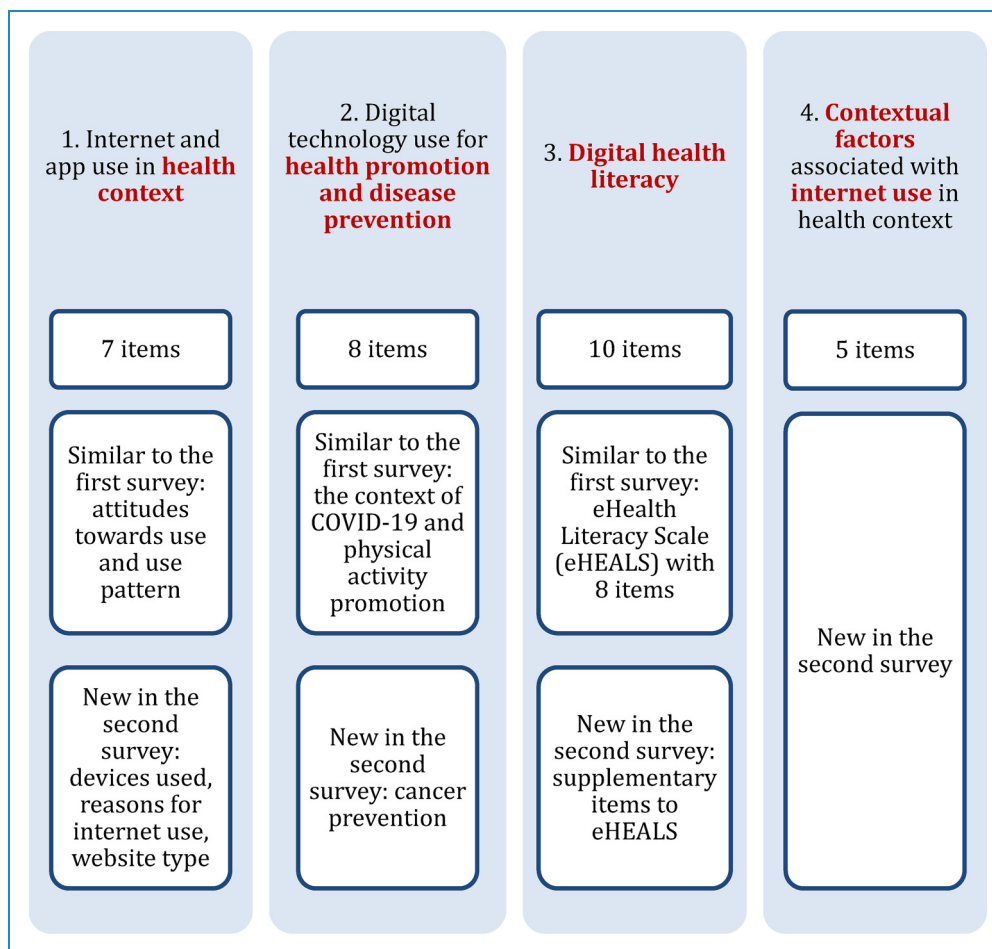 1. Internet and
app use in health
context
7 items
Similar to the
first survey:
attitudes
towards use
and use
pattern
New in the
second
survey:
devices used,
reasons for
internet use,
website type
2. Digital
technology use for
health promotion
and disease
prevention
8 items
Similar to the
first survey:
the context of
COVID-19 and
physical
activity
promotion
New in the
second
survey: cancer
prevention
3. Digital health
literacy
10 items
Similar to the
first survey:
eHealth
Literacy Scale
(eHEALS) with
8 items
New in the
second survey:
supplementary
items to
eHEALS
4. Contextual
factors
associated with
internet use in
health context
5 items
New in the
second survey